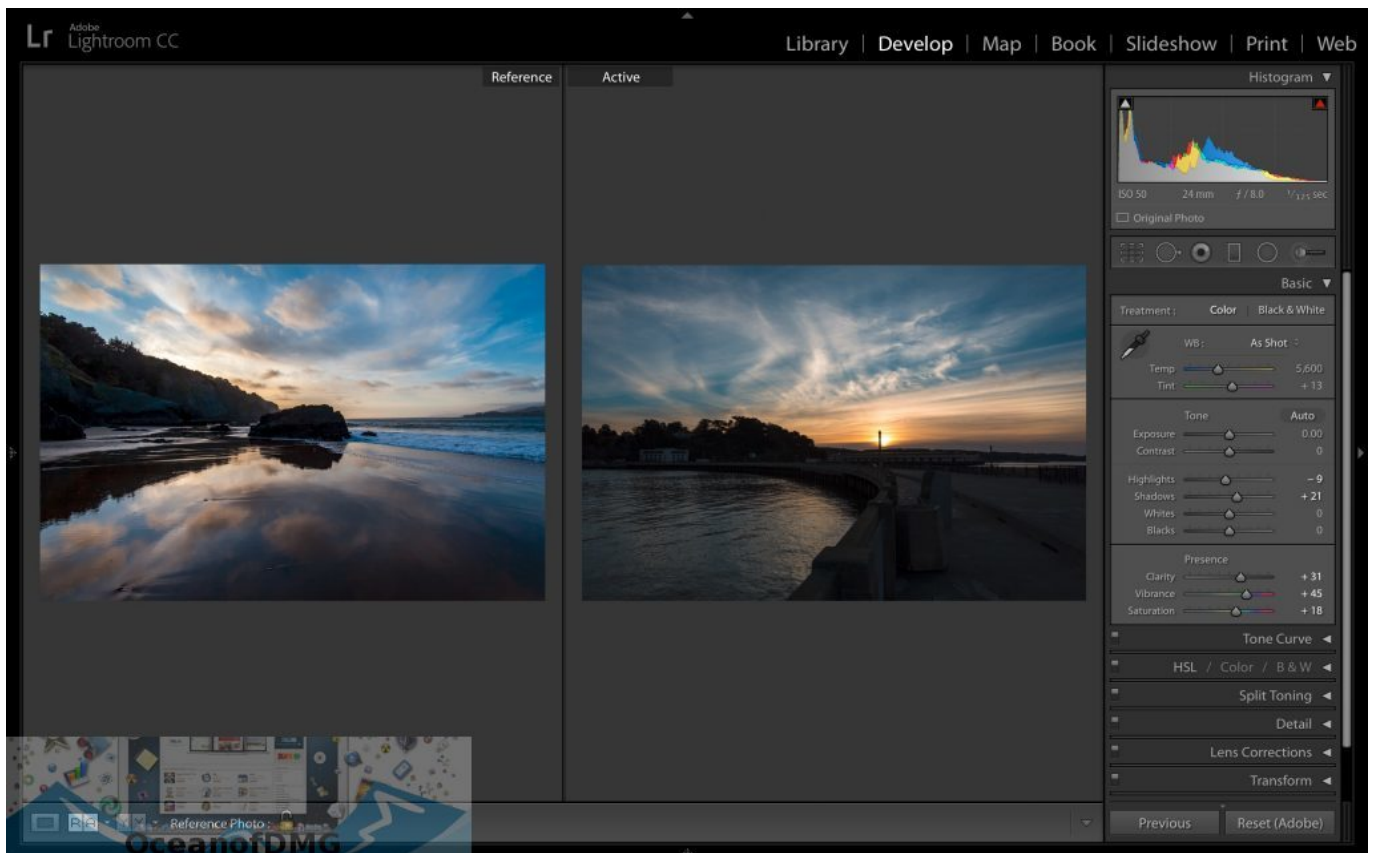 Lr Adobe
Lightroom CC
Library | Develop | Map | Book | Slideshow | Print | Web
Reference
Active
Histogram
ISO 50 24 mm ƒ / 8.0 1/125 sec
Original Photo
Basic
Treatment : Color Black & White
WB : As Shot
Temp 5,600
Tint + 13
Tone Auto
Exposure 0.00
Contrast 0
Highlights – 9
Shadows + 21
Whites 0
Blacks 0
Presence
Clarity + 31
Vibrance + 45
Saturation + 18
Tone Curve
HSL / Color / B & W
Split Toning
Detail
Lens Corrections
Transform
R A Y Y Reference Photo :
Previous Reset (Adobe)
OceanofDMG